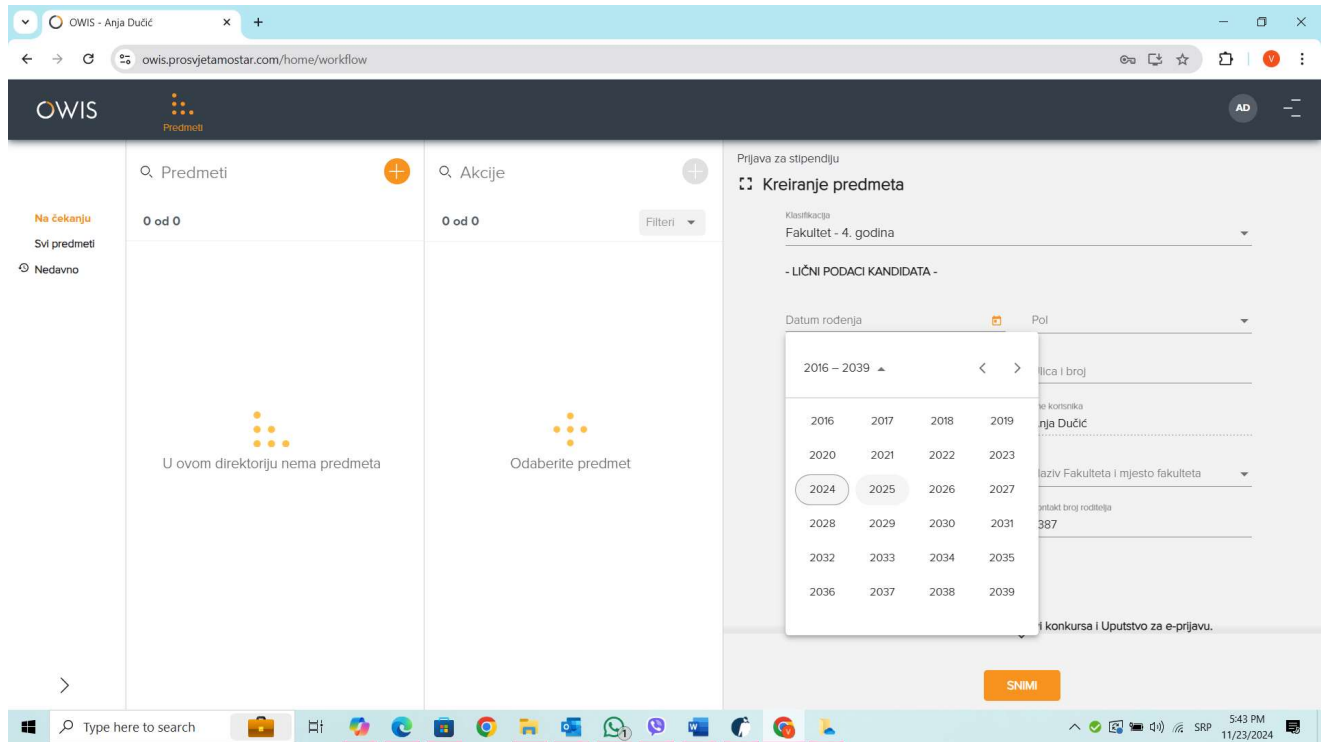 OWIS - Anja Dučić
owis.prosvjetamostar.com/home/workflow
V
OWIS
Predmeti
AD
Na čekanju
Svi predmeti
Nedavno
Predmeti
0 od 0
U ovom direktoriju nema predmeta
Akcije
0 od 0
Filteri
Odaberite predmet
Prijava za stipendiju
Kreiranje predmeta
Klasifikacija
Fakultet - 4. godina
- LIČNI PODACI KANDIDATA -
Datum rođenja
Pol
2016 – 2039
2016 2017 2018 2019
2020 2021 2022 2023
2024 2025 2026 2027
2028 2029 2030 2031
2032 2033 2034 2035
2036 2037 2038 2039
i broj
korisnika
Dučić
Fakulteta i mjesto fakulteta
broj roditelja
387
konkursa i Uputstvo za e-prijavu.
SNIMI
Type here to search
1
SRP
5:43 PM
11/23/2024